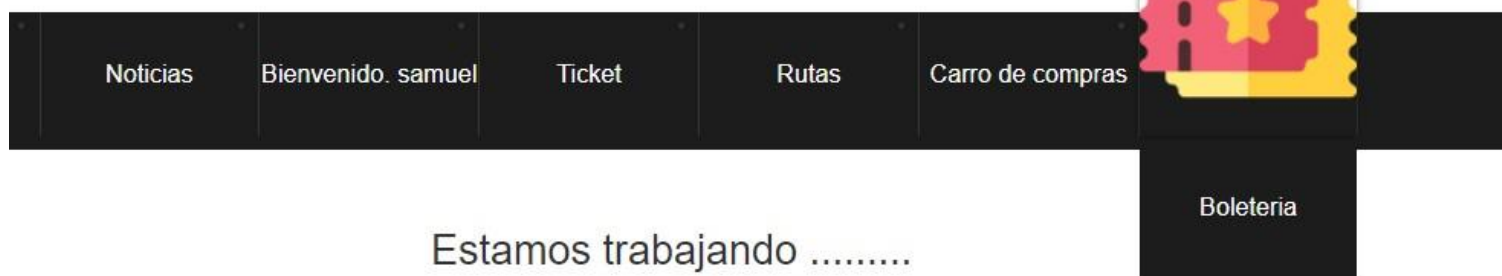 Noticias
Bienvenido. samuel
Ticket
Rutas
Carro de compras
Boleteria
Estamos trabajando .........